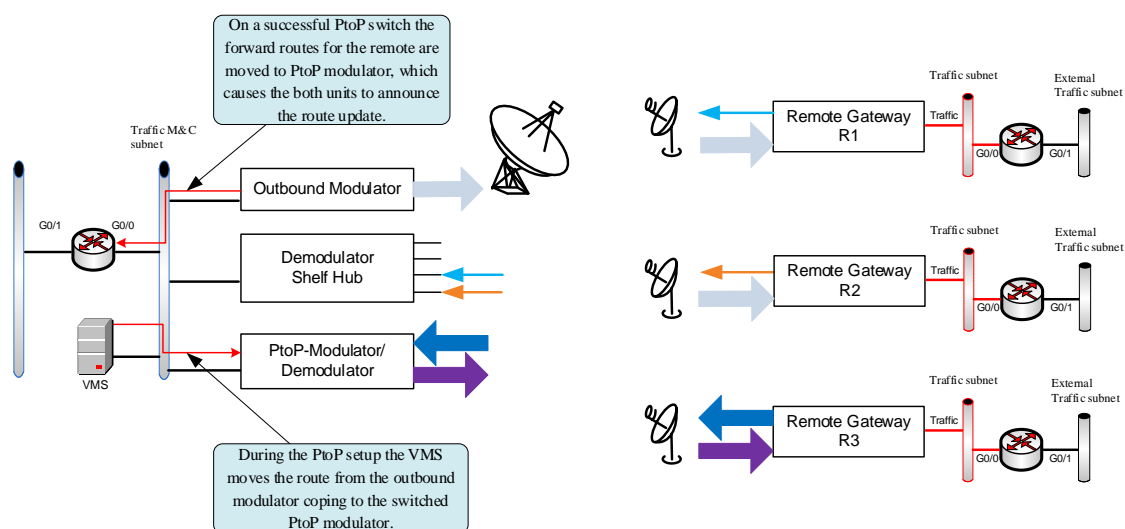 On a successful PtoP switch the
forward routes for the remote are
moved to PtoP modulator, which
causes the both units to announce
the route update.
Traffic M&C
subnet
G0/1
G0/0
Outbound Modulator
Demodulator
Shelf Hub
PtoP-Modulator/
Demodulator
VMS
During the PtoP setup the VMS
moves the route from the outbound
modulator coping to the switched
PtoP modulator.
Traffic subnet
External
Traffic subnet
Remote Gateway
R1
Traffic
G0/0
G0/1
Traffic subnet
External
Traffic subnet
Remote Gateway
R2
Traffic
G0/0
G0/1
Traffic subnet
External
Traffic subnet
Remote Gateway
R3
Traffic
G0/0
G0/1